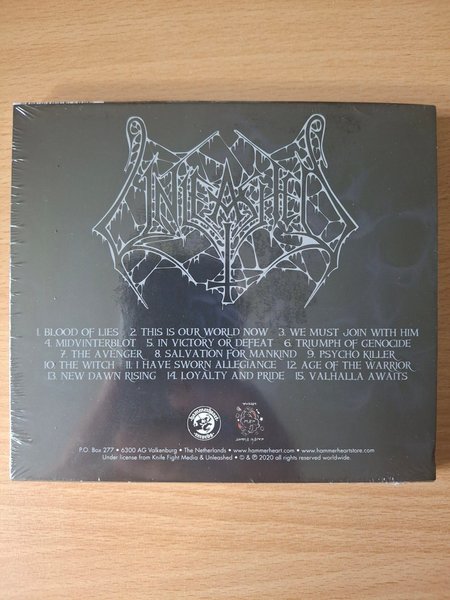 UNLEASHED
1. BLOOD OF LIES 2. THIS IS OUR WORLD NOW 3. WE MUST JOIN WITH HIM
4. MIDVINTERBLOT 5. IN VICTORY OR DEFEAT 6. TRIUMPH OF GENOCIDE
7. THE AVENGER 8. SALVATION FOR MANKIND 9. PSYCHO KILLER
10. THE WITCH 11. I HAVE SWORN ALLEGIANCE 12. AGE OF THE WARRIOR
13. NEW DAWN RISING 14. LOYALTY AND PRIDE 15. VALHALLA AWAITS
hammerheart
records
P.O. Box 277 • 6300 AG Valkenburg • The Netherlands • www.hammerheart.com • www.hammerheartstore.com
Under license from Knife Fight Media & Unleashed • © & ℗ 2020 all rights reserved worldwide.